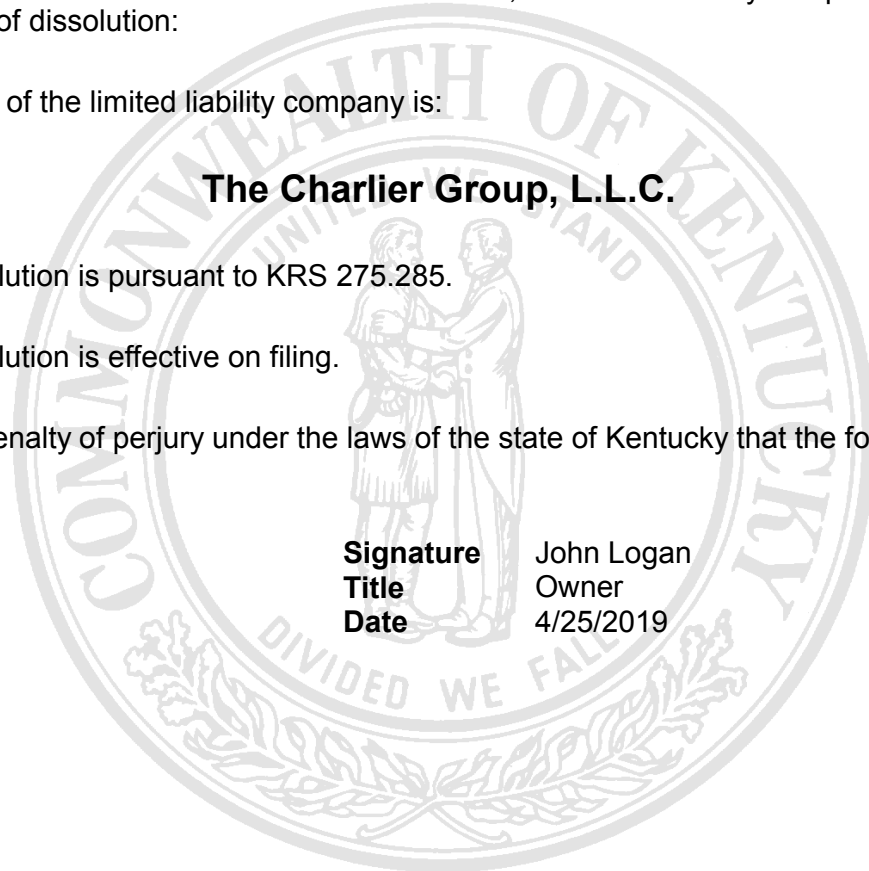 of dissolution:
of the limited liability company is:
The Charlier Group, L.L.C.
lution is pursuant to KRS 275.285.
lution is effective on filing.
enalty of perjury under the laws of the state of Kentucky that the fo
Signature John Logan
Title Owner
Date 4/25/2019
COMMONWEALTH OF KENTUCKY
UNITED WE STAND
DIVIDED WE FALL